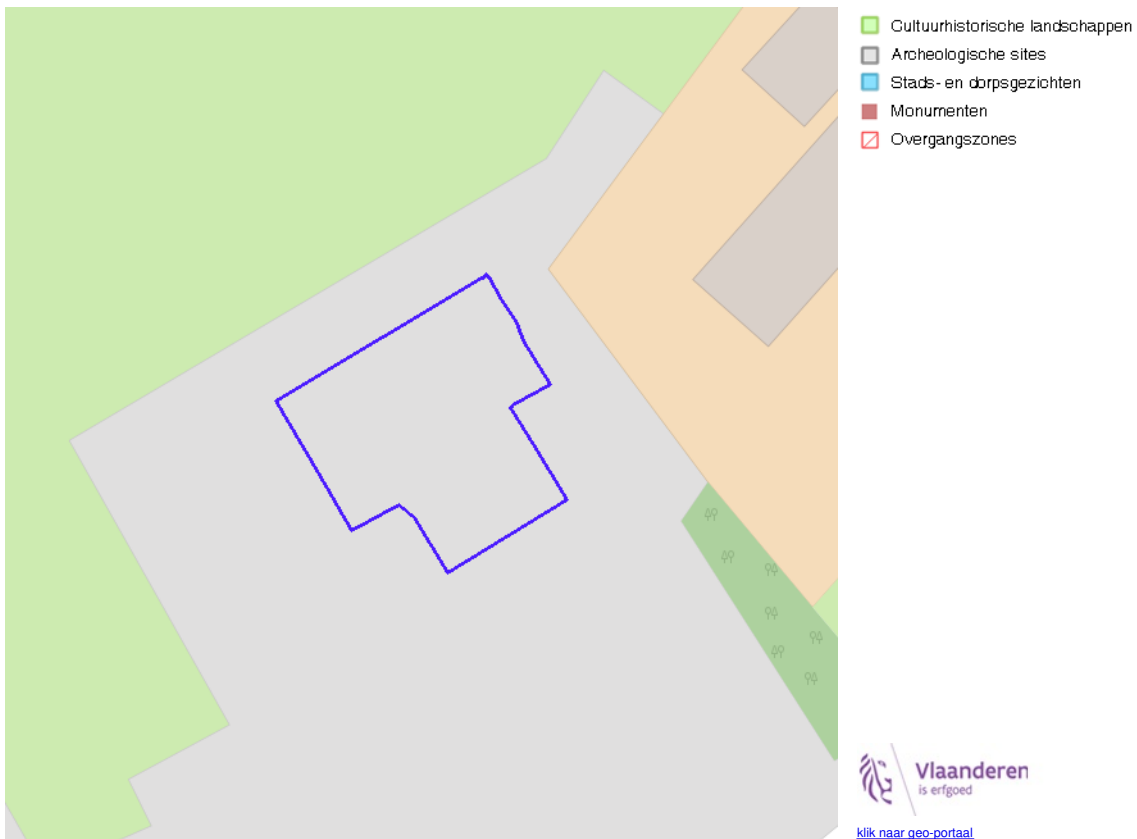 Cultuurhistorische landschappen
Archeologische sites
Stads- en dorpsgezichten
Monumenten
Overgangszones
Vlaanderen
is erfgoed
klik naar geo-portaal